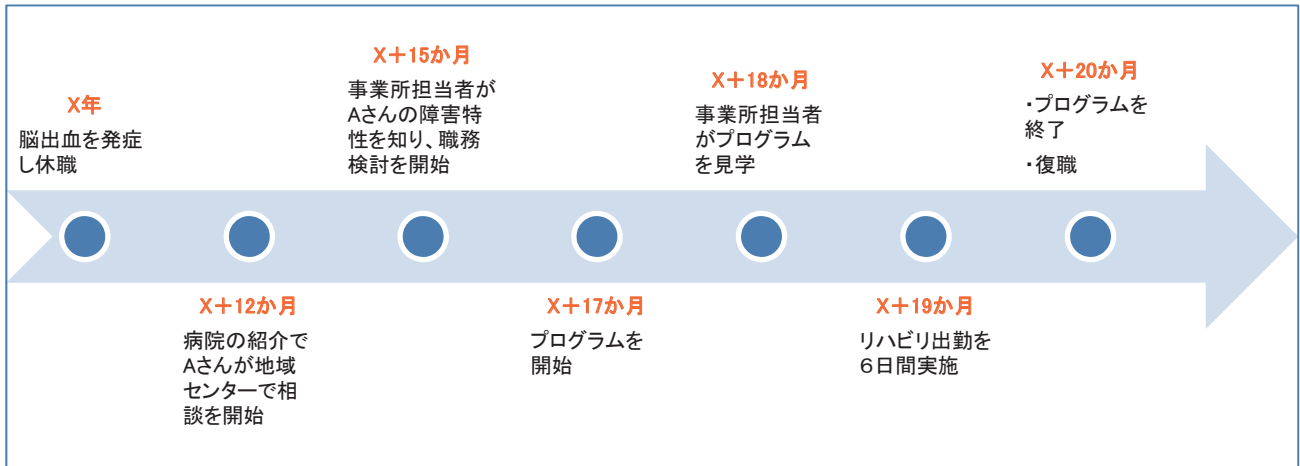 X年
脳出血を発症
し休職
X＋12か月
病院の紹介で
Aさんが地域
センターで相
談を開始
X＋15か月
事業所担当者が
Aさんの障害特
性を知り、職務
検討を開始
X＋17か月
プログラムを
開始
X＋18か月
事業所担当者
がプログラム
を見学
X＋19か月
リハビリ出勤を
６日間実施
X＋20か月
・プログラムを
終了
・復職